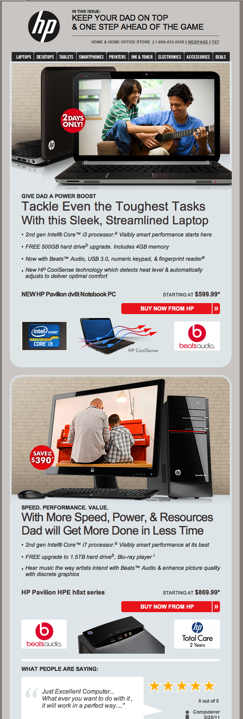 hp
IN THIS ISSUE:
KEEP YOUR DAD ON TOP
& ONE STEP AHEAD OF THE GAME
HOME & HOME OFFICE STORE | 1-888-433-8535 | WEBPAGE | TXT
LAPTOPS DESKTOPS TABLETS SMARTPHONES PRINTERS INK & TONER ELECTRONICS ACCESSORIES DEALS
2 DAYS
ONLY!
GIVE DAD A POWER BOOST
Tackle Even the Toughest Tasks
With this Sleek, Streamlined Laptop
• 2nd gen Intel® Core™ i3 processor. Visibly smart performance starts here
• FREE 500GB hard drive upgrade. Includes 4GB memory
• Now with Beats™ Audio, USB 3.0, numeric keypad, & fingerprint reader
• New HP CoolSense technology which detects heat level & automatically
adjusts to deliver optimal comfort
NEW HP Pavilion dv6t Notebook PC STARTING AT $599.99*
BUY NOW FROM HP »
intel
CORE i3
HP CoolSense
beatsaudio
SAVE
$390
SPEED. PERFORMANCE. VALUE.
With More Speed, Power, & Resources
Dad will Get More Done in Less Time
• 2nd gen Intel® Core™ i7 processor. Visibly smart performance at its best
• FREE upgrade to 1.5TB hard drive, Blu-ray player
• Hear music the way artists intend with Beats™ Audio & enhance picture quality
with discrete graphics
HP Pavilion HPE h8xt series STARTING AT $869.99*
BUY NOW FROM HP »
beatsaudio
hp
Total Care
2 Years
WHAT PEOPLE ARE SAYING:
“ Just Excellent Computer...
What ever you want to do with it ,
it will work in a perfect way...."
5 out of 5
Computerer
5/25/11